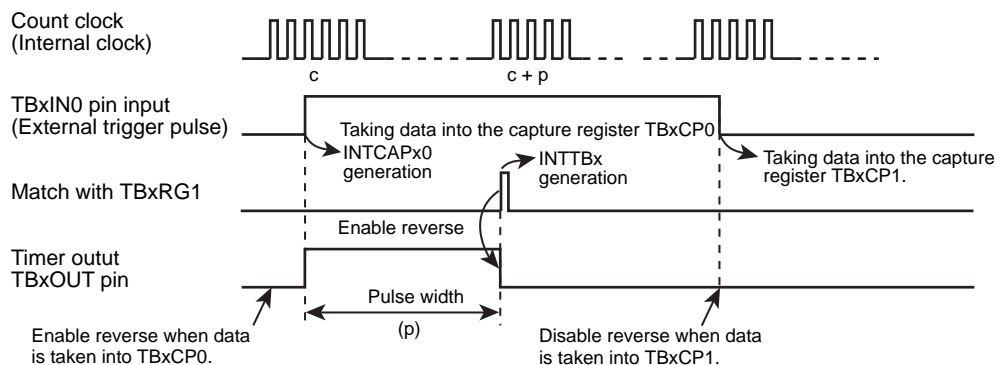 Count clock
(Internal clock)
c
c + p
TBxIN0 pin input
(External trigger pulse)
Taking data into the capture register TBxCP0
INTCAPx0
generation
INTTBx
generation
Taking data into the capture
register TBxCP1.
Match with TBxRG1
Enable reverse
Timer outut
TBxOUT pin
Pulse width
(p)
Enable reverse when data
is taken into TBxCP0.
Disable reverse when data
is taken into TBxCP1.